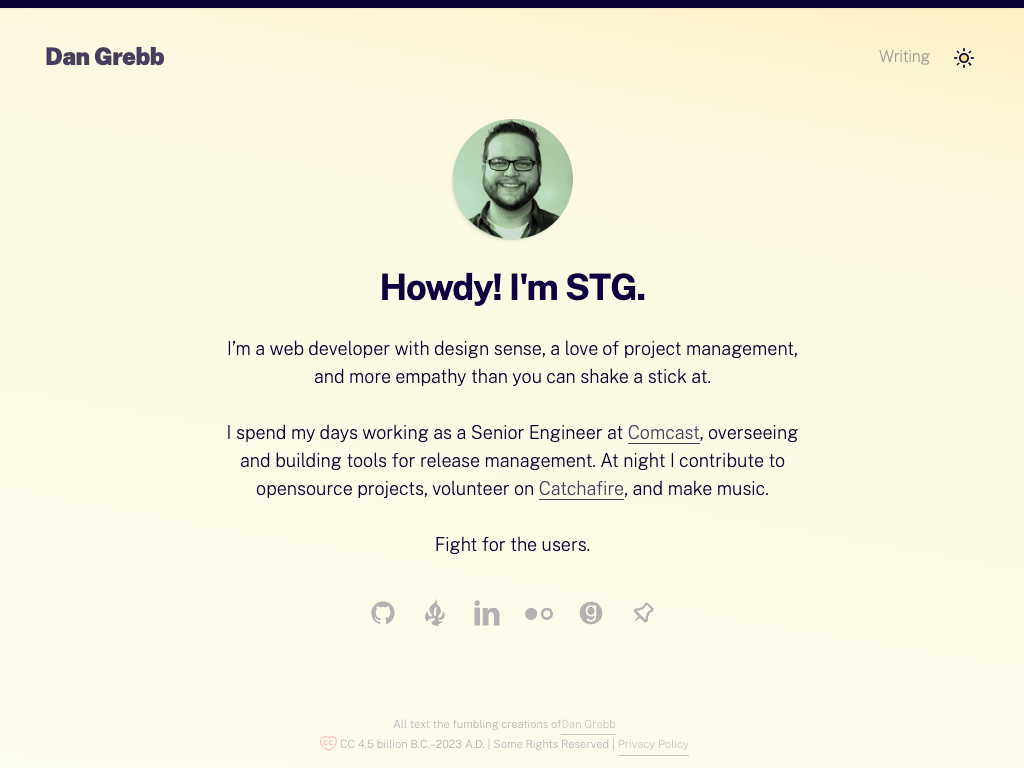 Dan Grebb
Writing
Howdy! I'm STG.
I’m a web developer with design sense, a love of project management,
and more empathy than you can shake a stick at.
I spend my days working as a Senior Engineer at Comcast, overseeing
and building tools for release management. At night I contribute to
opensource projects, volunteer on Catchafire, and make music.
Fight for the users.
All text the fumbling creations ofDan Grebb
CC 4.5 billion B.C.–2023 A.D. | Some Rights Reserved | Privacy Policy